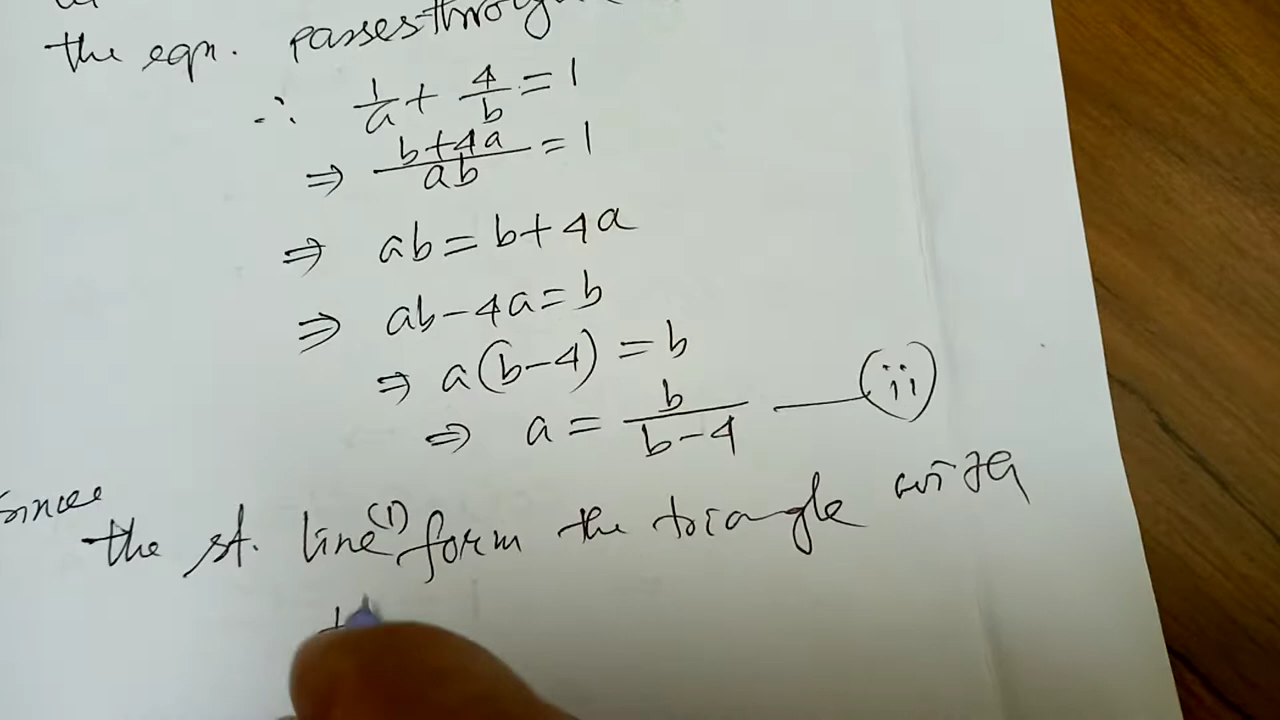 the eqn. passes through
∴ 1/a + 4/b = 1
⇒ b+4a/ab = 1
⇒ ab = b + 4a
⇒ ab - 4a = b
⇒ a(b-4) = b
⇒ a = b/b-4 —— (ii)
Since
the st. line (1) form the triangle with